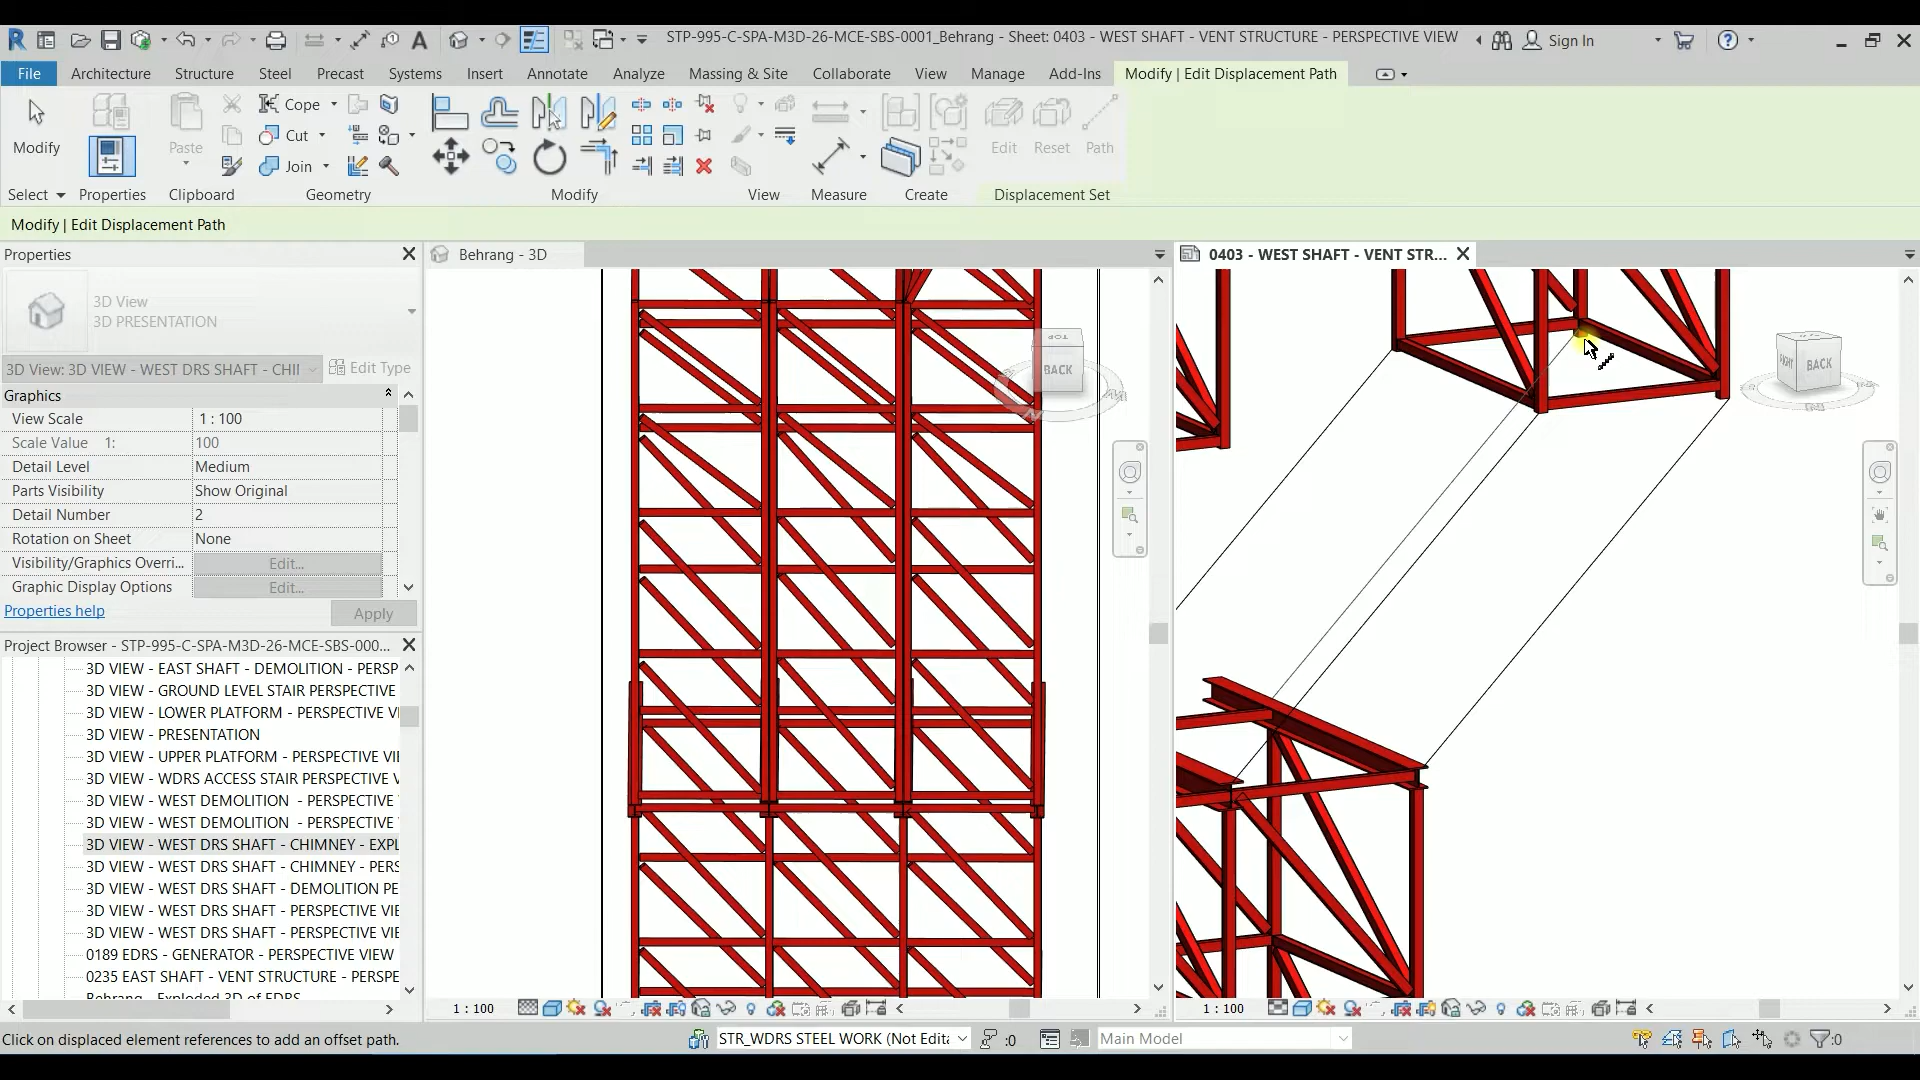 STP-995-C-SPA-M3D-26-MCE-SBS-0001_Behrang - Sheet: 0403 - WEST SHAFT - VENT STRUCTURE - PERSPECTIVE VIEW
Sign In
File Architecture Structure Steel Precast Systems Insert Annotate Analyze Massing & Site Collaborate View Manage Add-Ins Modify | Edit Displacement Path
Cope
Cut
Join
Modify
Paste
Edit Reset Path
Select Properties Clipboard Geometry Modify View Measure Create Displacement Set
Modify | Edit Displacement Path
Properties
Behrang - 3D
0403 - WEST SHAFT - VENT STR...
3D View
3D PRESENTATION
3D View: 3D VIEW - WEST DRS SHAFT - CHI
Edit Type
Graphics
View Scale 1 : 100
Scale Value 1: 100
Detail Level Medium
Parts Visibility Show Original
Detail Number 2
Rotation on Sheet None
Visibility/Graphics Overri... Edit...
Graphic Display Options Edit...
Properties help
Apply
Project Browser - STP-995-C-SPA-M3D-26-MCE-SBS-000...
3D VIEW - EAST SHAFT - DEMOLITION - PERSP
3D VIEW - GROUND LEVEL STAIR PERSPECTIVE
3D VIEW - LOWER PLATFORM - PERSPECTIVE VI
3D VIEW - PRESENTATION
3D VIEW - UPPER PLATFORM - PERSPECTIVE VIE
3D VIEW - WDRS ACCESS STAIR PERSPECTIVE V
3D VIEW - WEST DEMOLITION - PERSPECTIVE
3D VIEW - WEST DEMOLITION - PERSPECTIVE
3D VIEW - WEST DRS SHAFT - CHIMNEY - EXPL
3D VIEW - WEST DRS SHAFT - CHIMNEY - PERS
3D VIEW - WEST DRS SHAFT - DEMOLITION PE
3D VIEW - WEST DRS SHAFT - PERSPECTIVE VIE
3D VIEW - WEST DRS SHAFT - PERSPECTIVE VIE
0189 EDRS - GENERATOR - PERSPECTIVE VIEW
0235 EAST SHAFT - VENT STRUCTURE - PERSPE
Behrang - Exploded 3D of EDRS
TOP
BACK
RIGHT
BACK
1 : 100
1 : 100
Click on displaced element references to add an offset path.
STR_WDRS STEEL WORK (Not Edita
:0
Main Model
:0